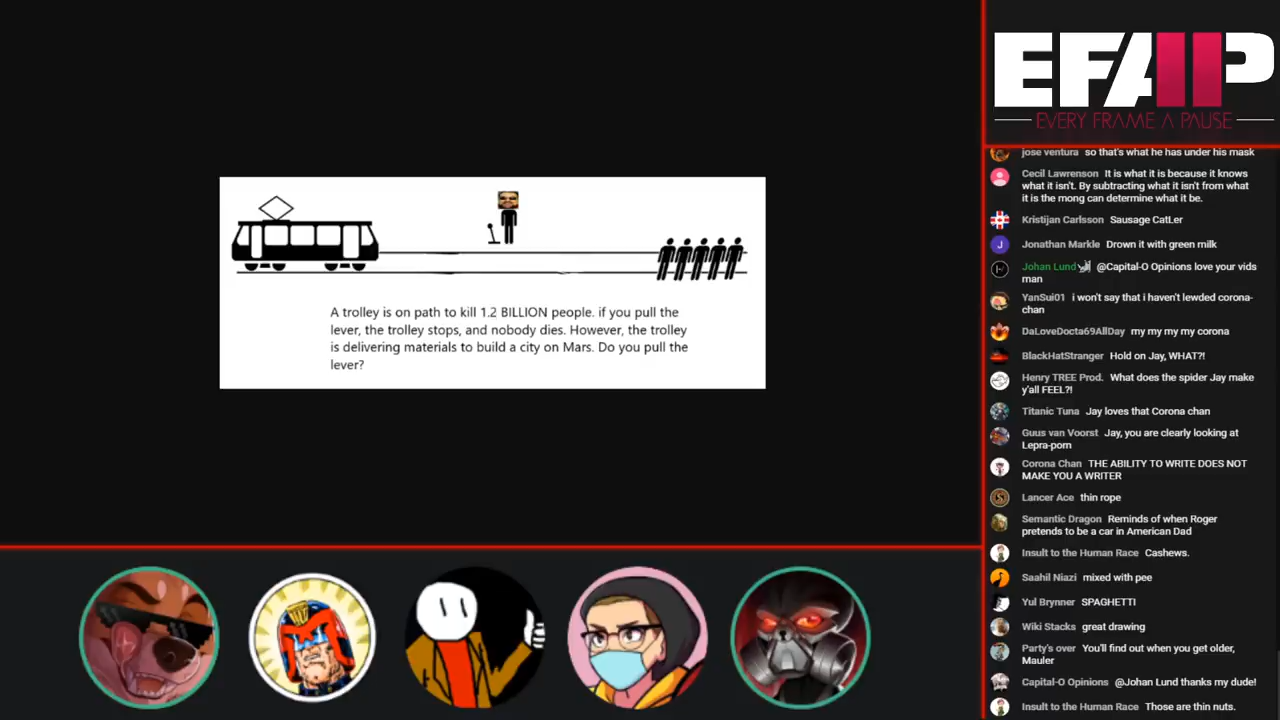 A trolley is on path to kill 1.2 BILLION people. if you pull the
lever, the trolley stops, and nobody dies. However, the trolley
is delivering materials to build a city on Mars. Do you pull the
lever?
EFAP
EVERY FRAME A PAUSE
jose ventura so that's what he has under his mask
Cecil Lawrenson It is what it is because it knows
what it isn't. By subtracting what it isn't from what
it is the mong can determine what it be.
Kristijan Carlsson Sausage CatLer
Jonathan Markle Drown it with green milk
Johan Lund @Capital-O Opinions love your vids
man
YanSui01 i won't say that i haven't lewded corona-
chan
DaLoveDocta69AllDay my my my my corona
BlackHatStranger Hold on Jay, WHAT?!
Henry TREE Prod. What does the spider Jay make
y'all FEEL?!
Titanic Tuna Jay loves that Corona chan
Guus van Voorst Jay, you are clearly looking at
Lepra-porn
Corona Chan THE ABILITY TO WRITE DOES NOT
MAKE YOU A WRITER
Lancer Ace thin rope
Semantic Dragon Reminds of when Roger
pretends to be a car in American Dad
Insult to the Human Race Cashews.
Saahil Niazi mixed with pee
Yul Brynner SPAGHETTI
Wiki Stacks great drawing
Party's over You'll find out when you get older,
Mauler
Capital-O Opinions @Johan Lund thanks my dude!
Insult to the Human Race Those are thin nuts.